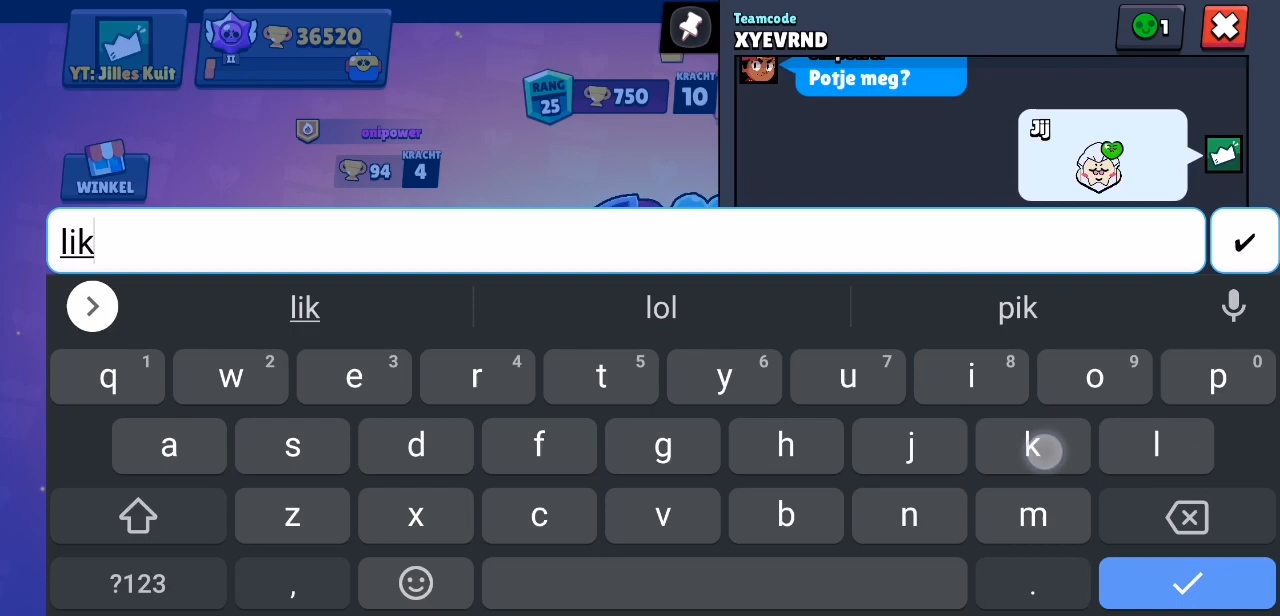 YT: Jilles Kuit
II
36520
Teamcode
XYEVRND
1
RANG
25
750
KRACHT
10
onipower
94
KRACHT
4
WINKEL
Potje meg?
Jij
lik
lik
lol
pik
q 1 w 2 e 3 r 4 t 5 y 6 u 7 i 8 o 9 p 0
a s d f g h j k l
z x c v b n m
?123 , .